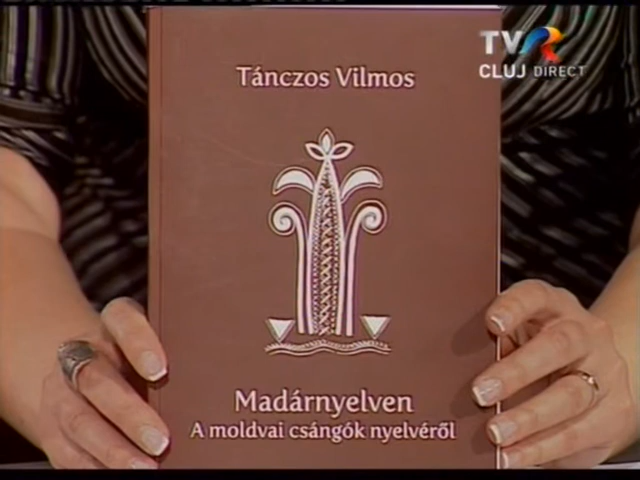 TVR
CLUJ DIRECT
Tánczos Vilmos
Madárnyelven
A moldvai csángók nyelvéről